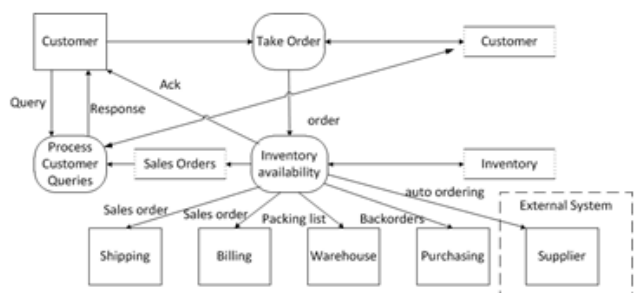 Customer
Take Order
Customer
Ack
Query
Response
order
Process
Customer
Queries
Sales Orders
Inventory
availability
Inventory
auto ordering
Sales order
Sales order
Packing list
Backorders
External System
Shipping
Billing
Warehouse
Purchasing
Supplier